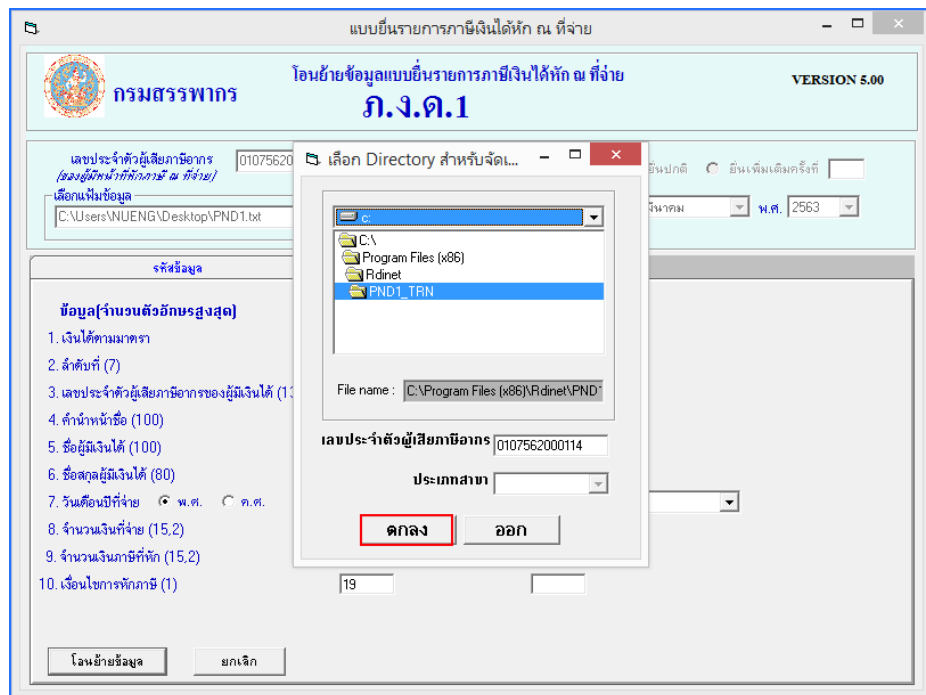 แบบยื่นรายการภาษีเงินได้หัก ณ ที่จ่าย
กรมสรรพากร
โอนย้ายข้อมูลแบบยื่นรายการภาษีเงินได้หัก ณ ที่จ่าย
ภ.ง.ด.1
VERSION 5.00
เลขประจำตัวผู้เสียภาษีอากร 01075620
(ของผู้มีหน้าที่หักภาษี ณ ที่จ่าย)
ยื่นปกติ ยื่นเพิ่มเติมครั้งที่
เลือกแฟ้มข้อมูล
C:\Users\NUENG\Desktop\PND1.txt
พ.ศ. 2563
เลือก Directory สำหรับจัดเ...
c:
C:\
Program Files (x86)
Rdinet
PND1_TRN
File name : C:\Program Files (x86)\Rdinet\PND
เลขประจำตัวผู้เสียภาษีอากร 0107562000114
ประเภทสาขา
ตกลง ออก
รหัสข้อมูล
ข้อมูล(จำนวนตัวอักษรสูงสุด)
1. เงินได้ตามมาตรา
2. ลำดับที่ (7)
3. เลขประจำตัวผู้เสียภาษีอากรของผู้มีเงินได้ (13
4. คำนำหน้าชื่อ (100)
5. ชื่อผู้มีเงินได้ (100)
6. ชื่อสกุลผู้มีเงินได้ (80)
7. วันเดือนปีที่จ่าย พ.ศ. ค.ศ.
8. จำนวนเงินที่จ่าย (15,2)
9. จำนวนเงินภาษีที่หัก (15,2)
10. เงื่อนไขการหักภาษี (1) 19
โอนย้ายข้อมูล ยกเลิก